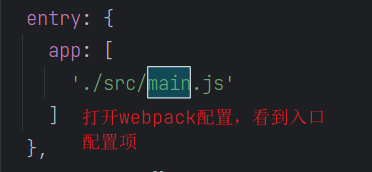 entry: {
app: [
'./src/main.js'
] 打开webpack配置，看到入口
配置项
},